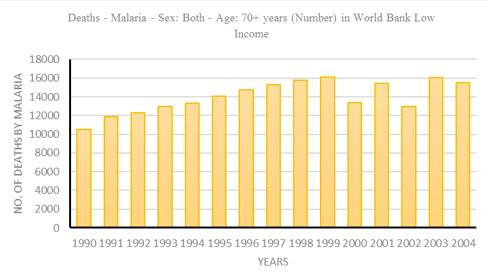 Deaths - Malaria - Sex: Both - Age: 70+ years (Number) in World Bank Low
Income
18000
16000
14000
12000
10000
8000
6000
4000
2000
0
NO. OF DEATHS BY MALARIA
1990 1991 1992 1993 1994 1995 1996 1997 1998 1999 2000 2001 2002 2003 2004
YEARS